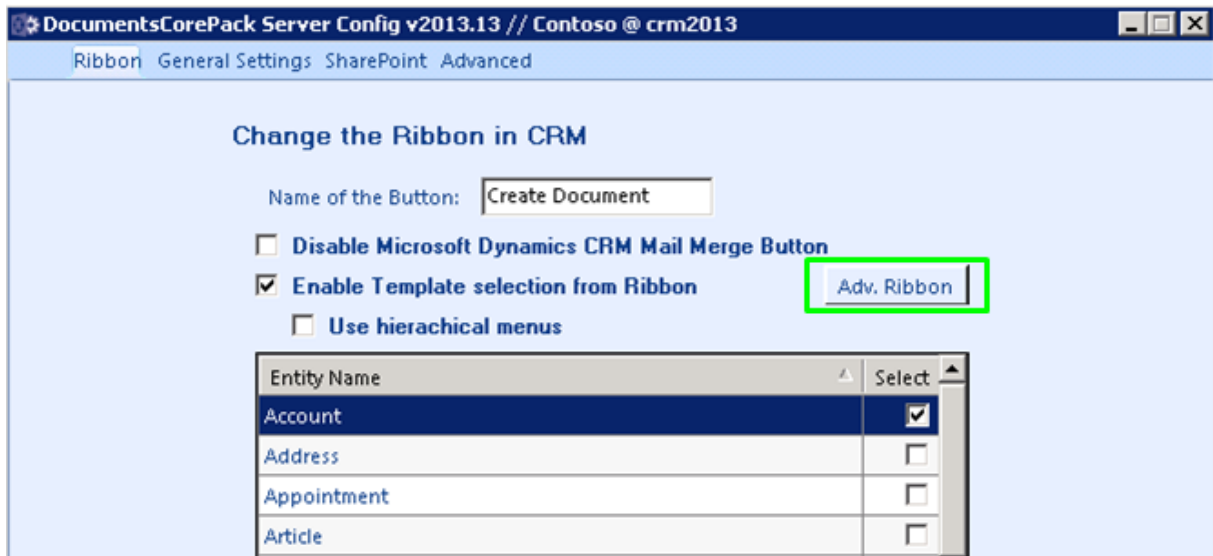 DocumentsCorePack Server Config v2013.13 // Contoso @ crm2013
Ribbon General Settings SharePoint Advanced
Change the Ribbon in CRM
Name of the Button: Create Document
Disable Microsoft Dynamics CRM Mail Merge Button
Enable Template selection from Ribbon Adv. Ribbon
Use hierachical menus
Entity Name Select
Account
Address
Appointment
Article